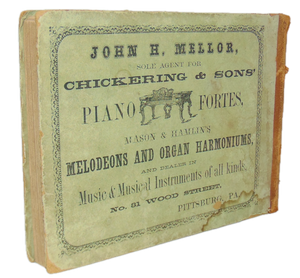 JOHN H. MELLOR,
SOLE AGENT FOR
CHICKERING & SONS'
PIANO FORTES,
MASON & HAMLIN'S
MELODEONS AND ORGAN HARMONIUMS,
AND DEALER IN
Music & Musical Instruments of all kinds,
No. 81 WOOD STREET,
PITTSBURG, PA.